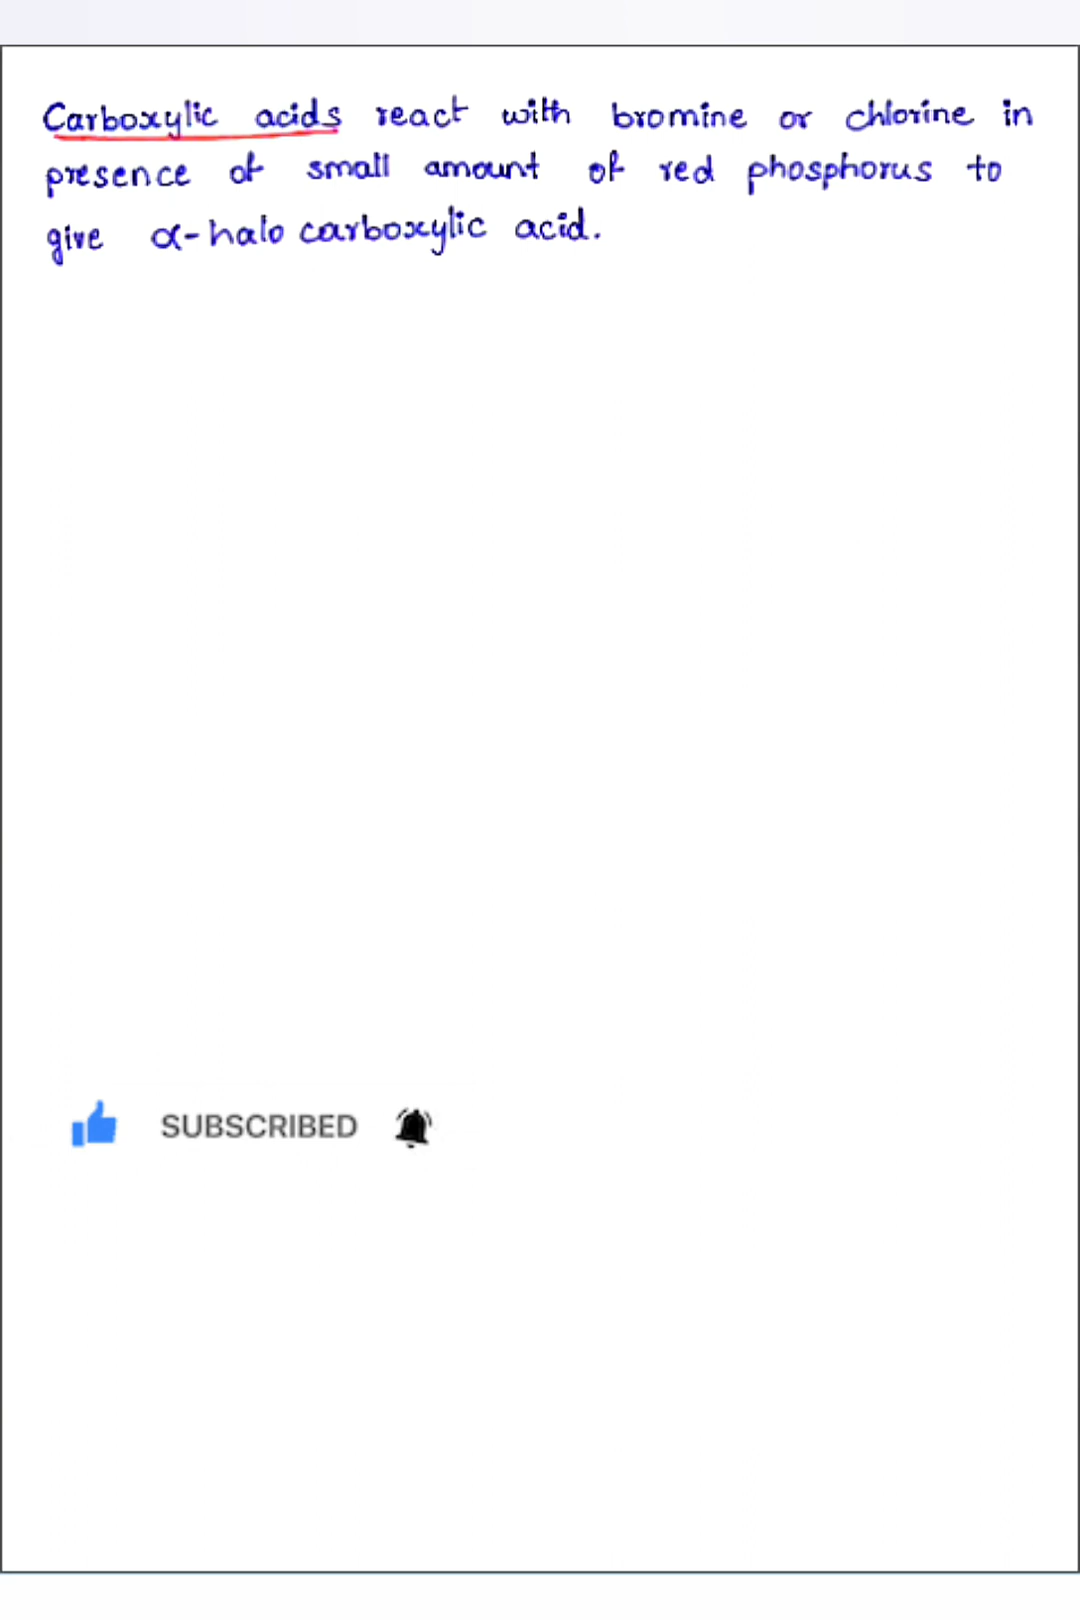 Carboxylic acids react with bromine or chlorine in
presence of small amount of red phosphorus to
give α-halo carboxylic acid.
SUBSCRIBED